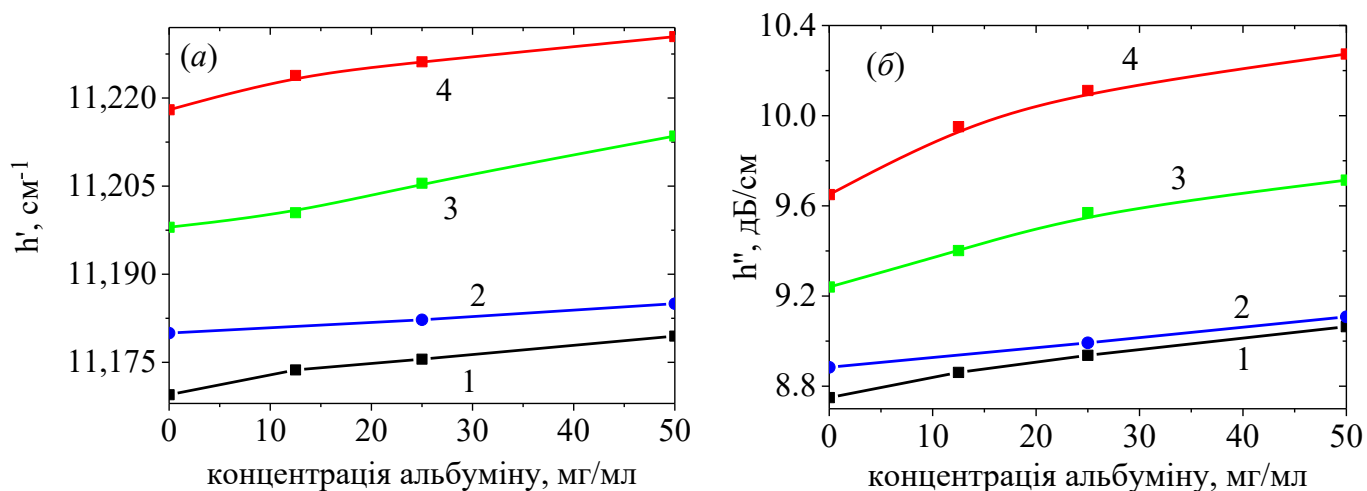 (а)
h', см-1
11,220
11,205
11,190
11,175
4
3
2
1
0 10 20 30 40 50
концентрація альбуміну, мг/мл
(б)
h", дБ/см
10.4
10.0
9.6
9.2
8.8
4
3
2
1
0 10 20 30 40 50
концентрація альбуміну, мг/мл